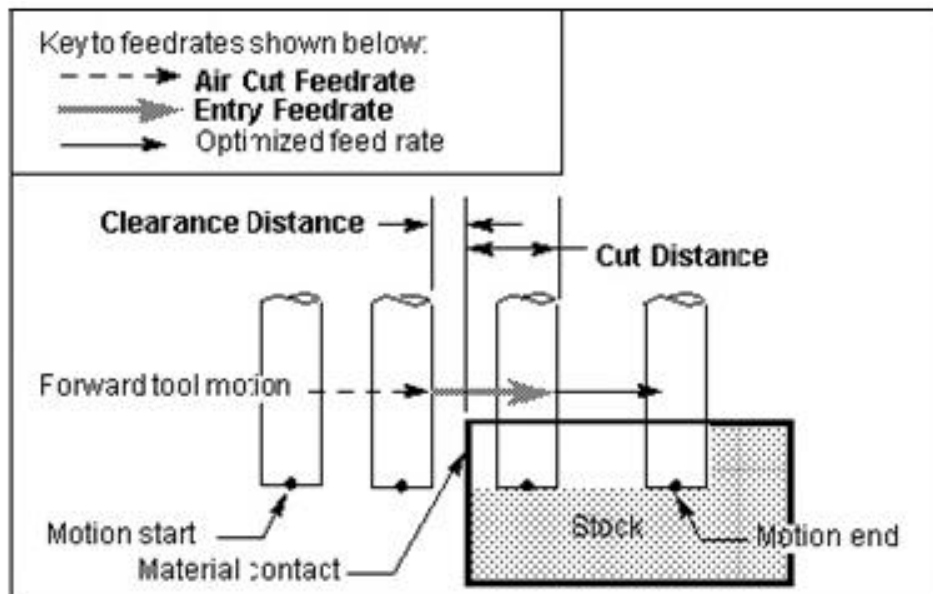 Key to feedrates shown below:
Air Cut Feedrate
Entry Feedrate
Optimized feed rate
Clearance Distance
Cut Distance
Forward tool motion
Motion start
Stock
Motion end
Material contact